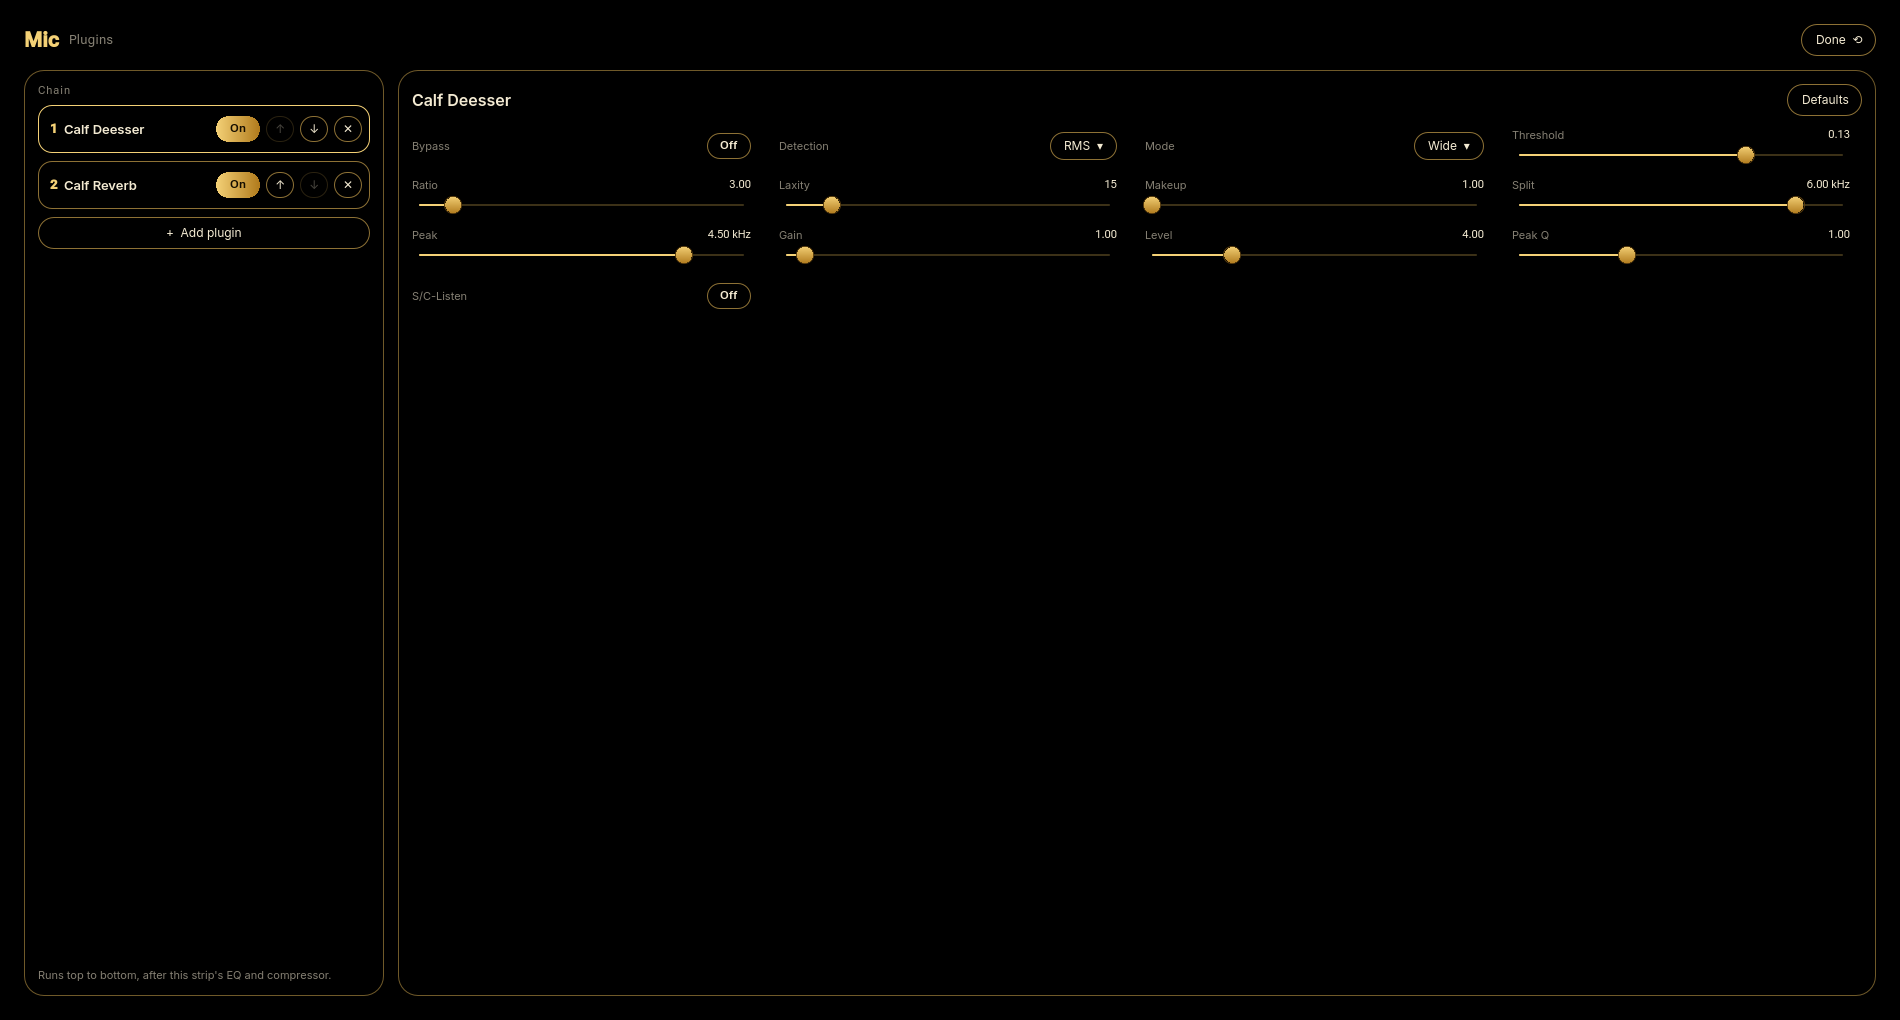 Mic Plugins
Done ⟲
Chain
1 Calf Deesser On ↑ ↓ ✕
2 Calf Reverb On ↑ ↓ ✕
+ Add plugin
Runs top to bottom, after this strip's EQ and compressor.
Calf Deesser
Defaults
Bypass Off
Detection RMS ▾
Mode Wide ▾
Threshold 0.13
Ratio 3.00
Laxity 15
Makeup 1.00
Split 6.00 kHz
Peak 4.50 kHz
Gain 1.00
Level 4.00
Peak Q 1.00
S/C-Listen Off